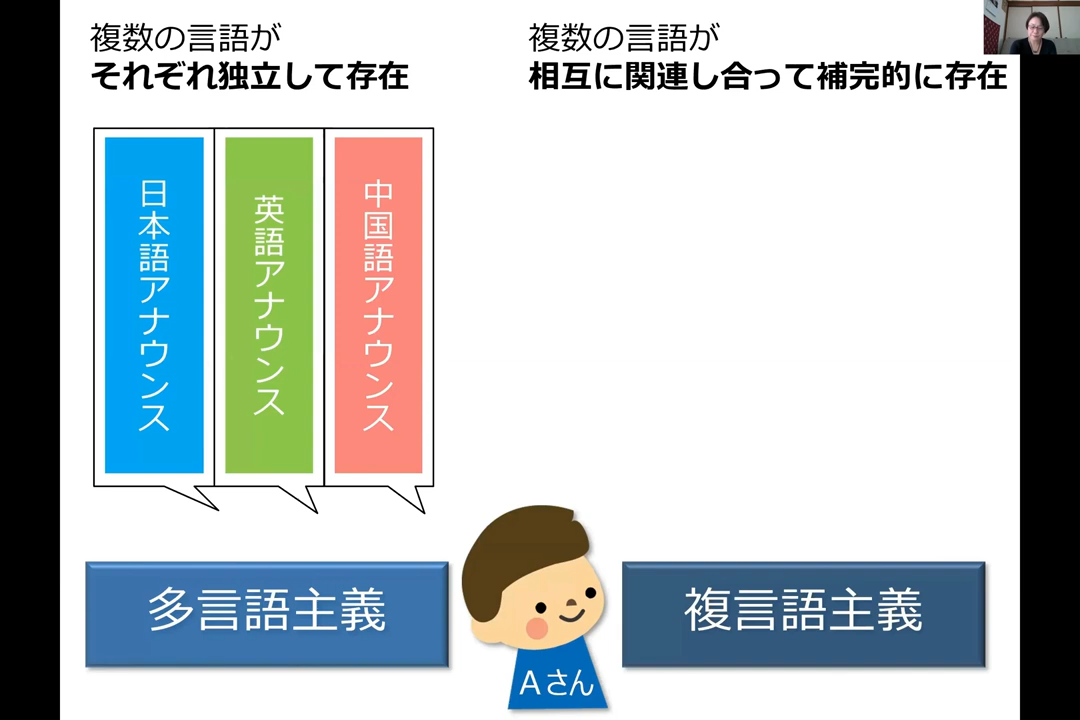 複数の言語が
それぞれ独立して存在
複数の言語が
相互に関連し合って補完的に存在
日本語アナウンス
英語アナウンス
中国語アナウンス
多言語主義
複言語主義
Aさん